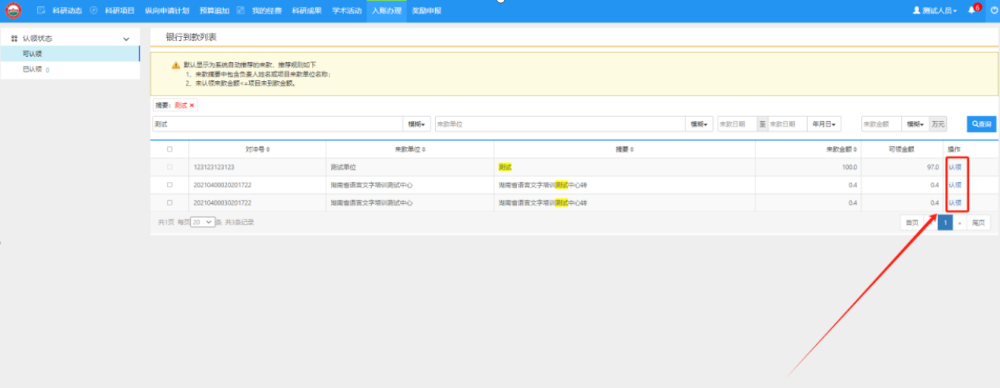 科研动态 科研项目 纵向申请计划 预算追加 我的经费 科研成果 学术活动 入账办理 奖励申报 测试人员 6
认领状态
可认领
已认领 0
银行到款列表
默认显示为系统自动推荐的来款，推荐规则如下
1、来款摘要中包含负责人姓名或项目来款单位名称；
2、未认领来款金额<=项目未到款金额。
摘要：测试 ×
测试 模糊 来款单位 模糊 来款日期 至 来款日期 年月日 来款金额 模糊 万元 查询
对冲号 来款单位 摘要 来款金额 可领金额 操作
123123123123 测试单位 测试 100.0 97.0 认领
20210400020201722 湖南省语言文字培训测试中心 湖南省语言文字培训测试中心转 0.4 0.4 认领
20210400030201722 湖南省语言文字培训测试中心 湖南省语言文字培训测试中心转 0.4 0.4 认领
共1页 每页 20 条 共3条记录 首页 « 1 » 尾页